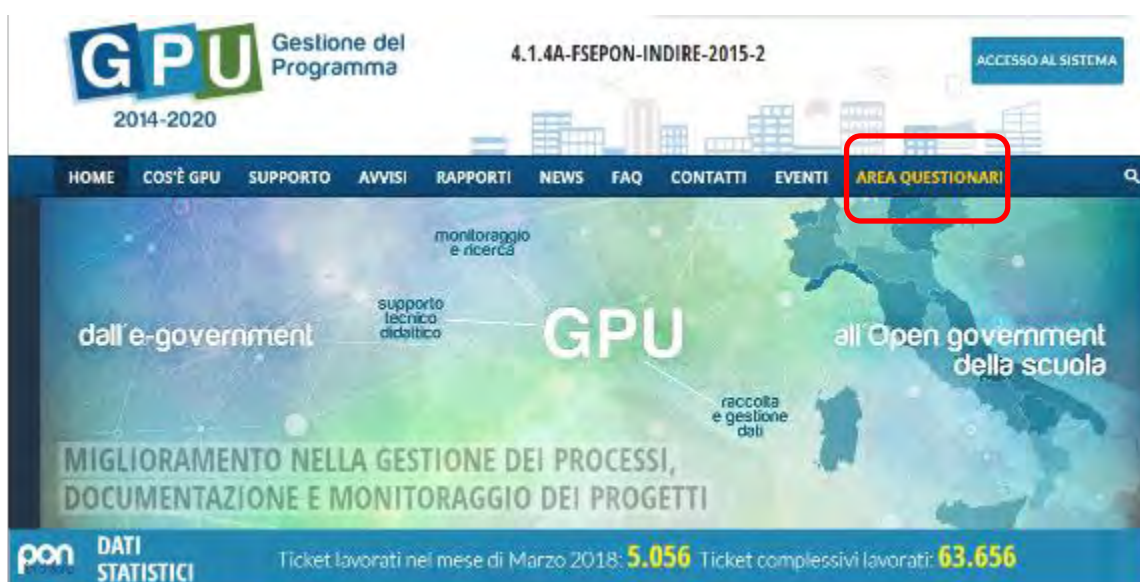 GPU
Gestione del
Programma
2014-2020
4.1.4A-FSEPON-INDIRE-2015-2
ACCESSO AL SISTEMA
HOME COS'È GPU SUPPORTO AVVISI RAPPORTI NEWS FAQ CONTATTI EVENTI AREA QUESTIONARI
monitoraggio
e ricerca
supporto
tecnico
didattico
dall'e-government
GPU
all'Open government
della scuola
raccolta
e gestione
dati
MIGLIORAMENTO NELLA GESTIONE DEI PROCESSI,
DOCUMENTAZIONE E MONITORAGGIO DEI PROGETTI
pon
DATI
STATISTICI
Ticket lavorati nel mese di Marzo 2018: 5.056 Ticket complessivi lavorati: 63.656